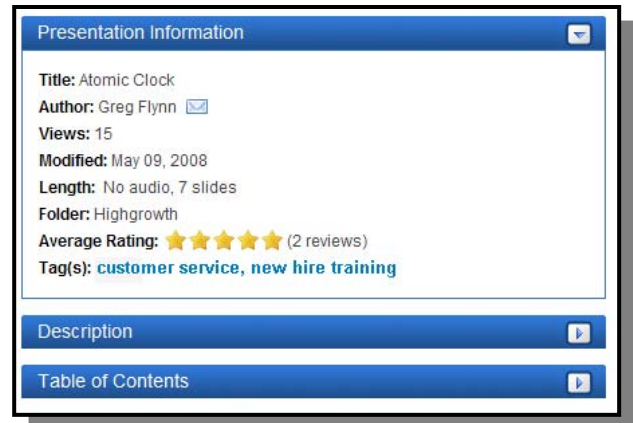 Presentation Information
Title: Atomic Clock
Author: Greg Flynn
Views: 15
Modified: May 09, 2008
Length: No audio, 7 slides
Folder: Highgrowth
Average Rating: (2 reviews)
Tag(s): customer service, new hire training
Description
Table of Contents